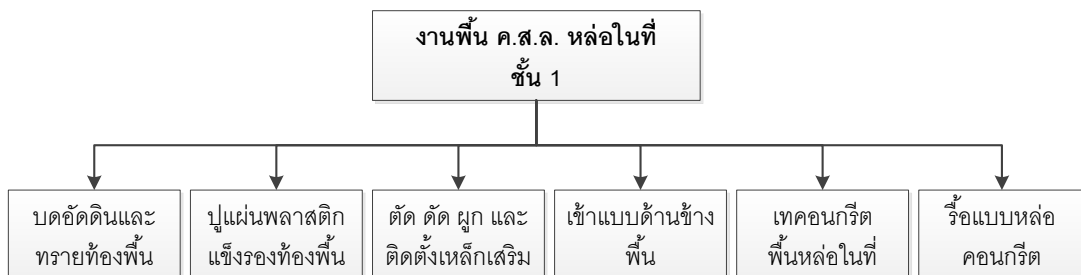 งานพื้น ค.ส.ล. หล่อในที่
ชั้น 1
บดอัดดินและ
ทรายท้องพื้น
ปูแผ่นพลาสติก
แข็งรองท้องพื้น
ตัด ดัด ผูก และ
ติดตั้งเหล็กเสริม
เข้าแบบด้านข้าง
พื้น
เทคอนกรีต
พื้นหล่อในที่
รื้อแบบหล่อ
คอนกรีต